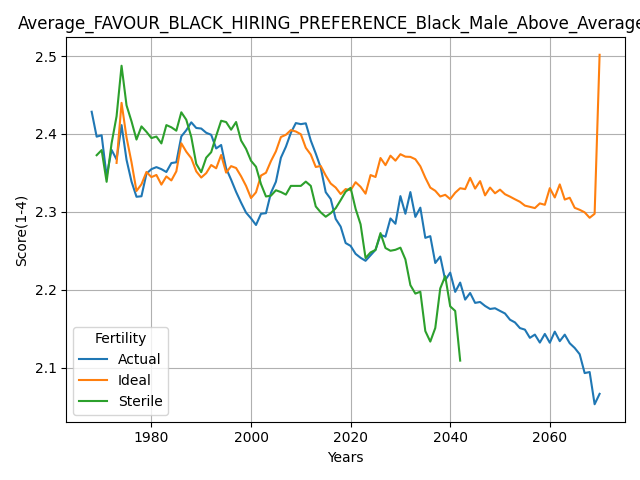 Average_FAVOUR_BLACK_HIRING_PREFERENCE_Black_Male_Above_Average
2.5
2.4
2.3
2.2
2.1
Score(1-4)
Fertility
Actual
Ideal
Sterile
1980 2000 2020 2040 2060
Years